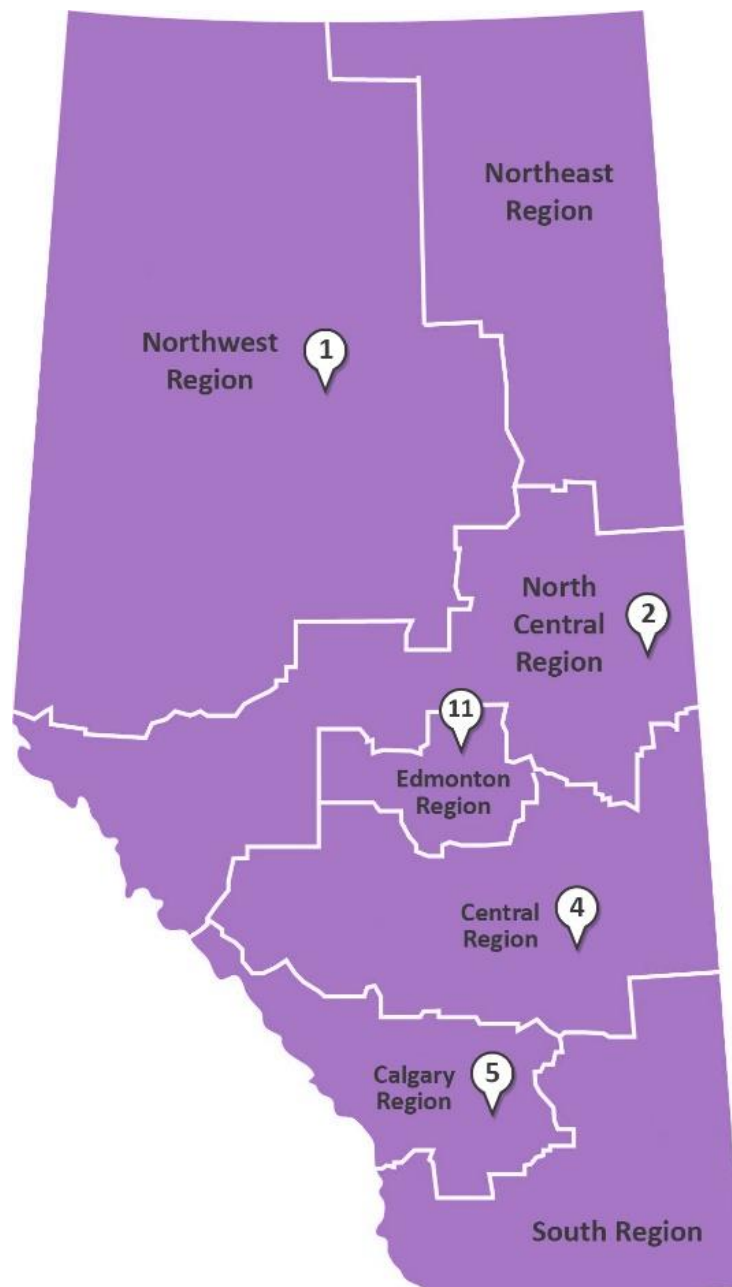 Northeast
Region
Northwest
Region
1
North
Central
Region
2
11
Edmonton
Region
Central
Region
4
Calgary
Region
5
South Region